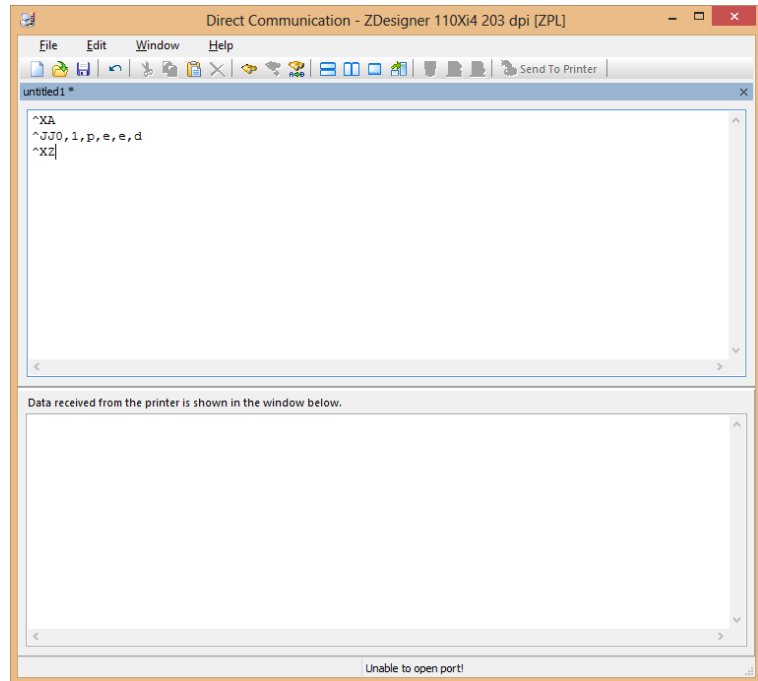 Direct Communication - ZDesigner 110Xi4 203 dpi [ZPL]
File Edit Window Help
Send To Printer
untitled1 *
^XA
^JJ0,1,p,e,e,d
^XZ
Data received from the printer is shown in the window below.
Unable to open port!